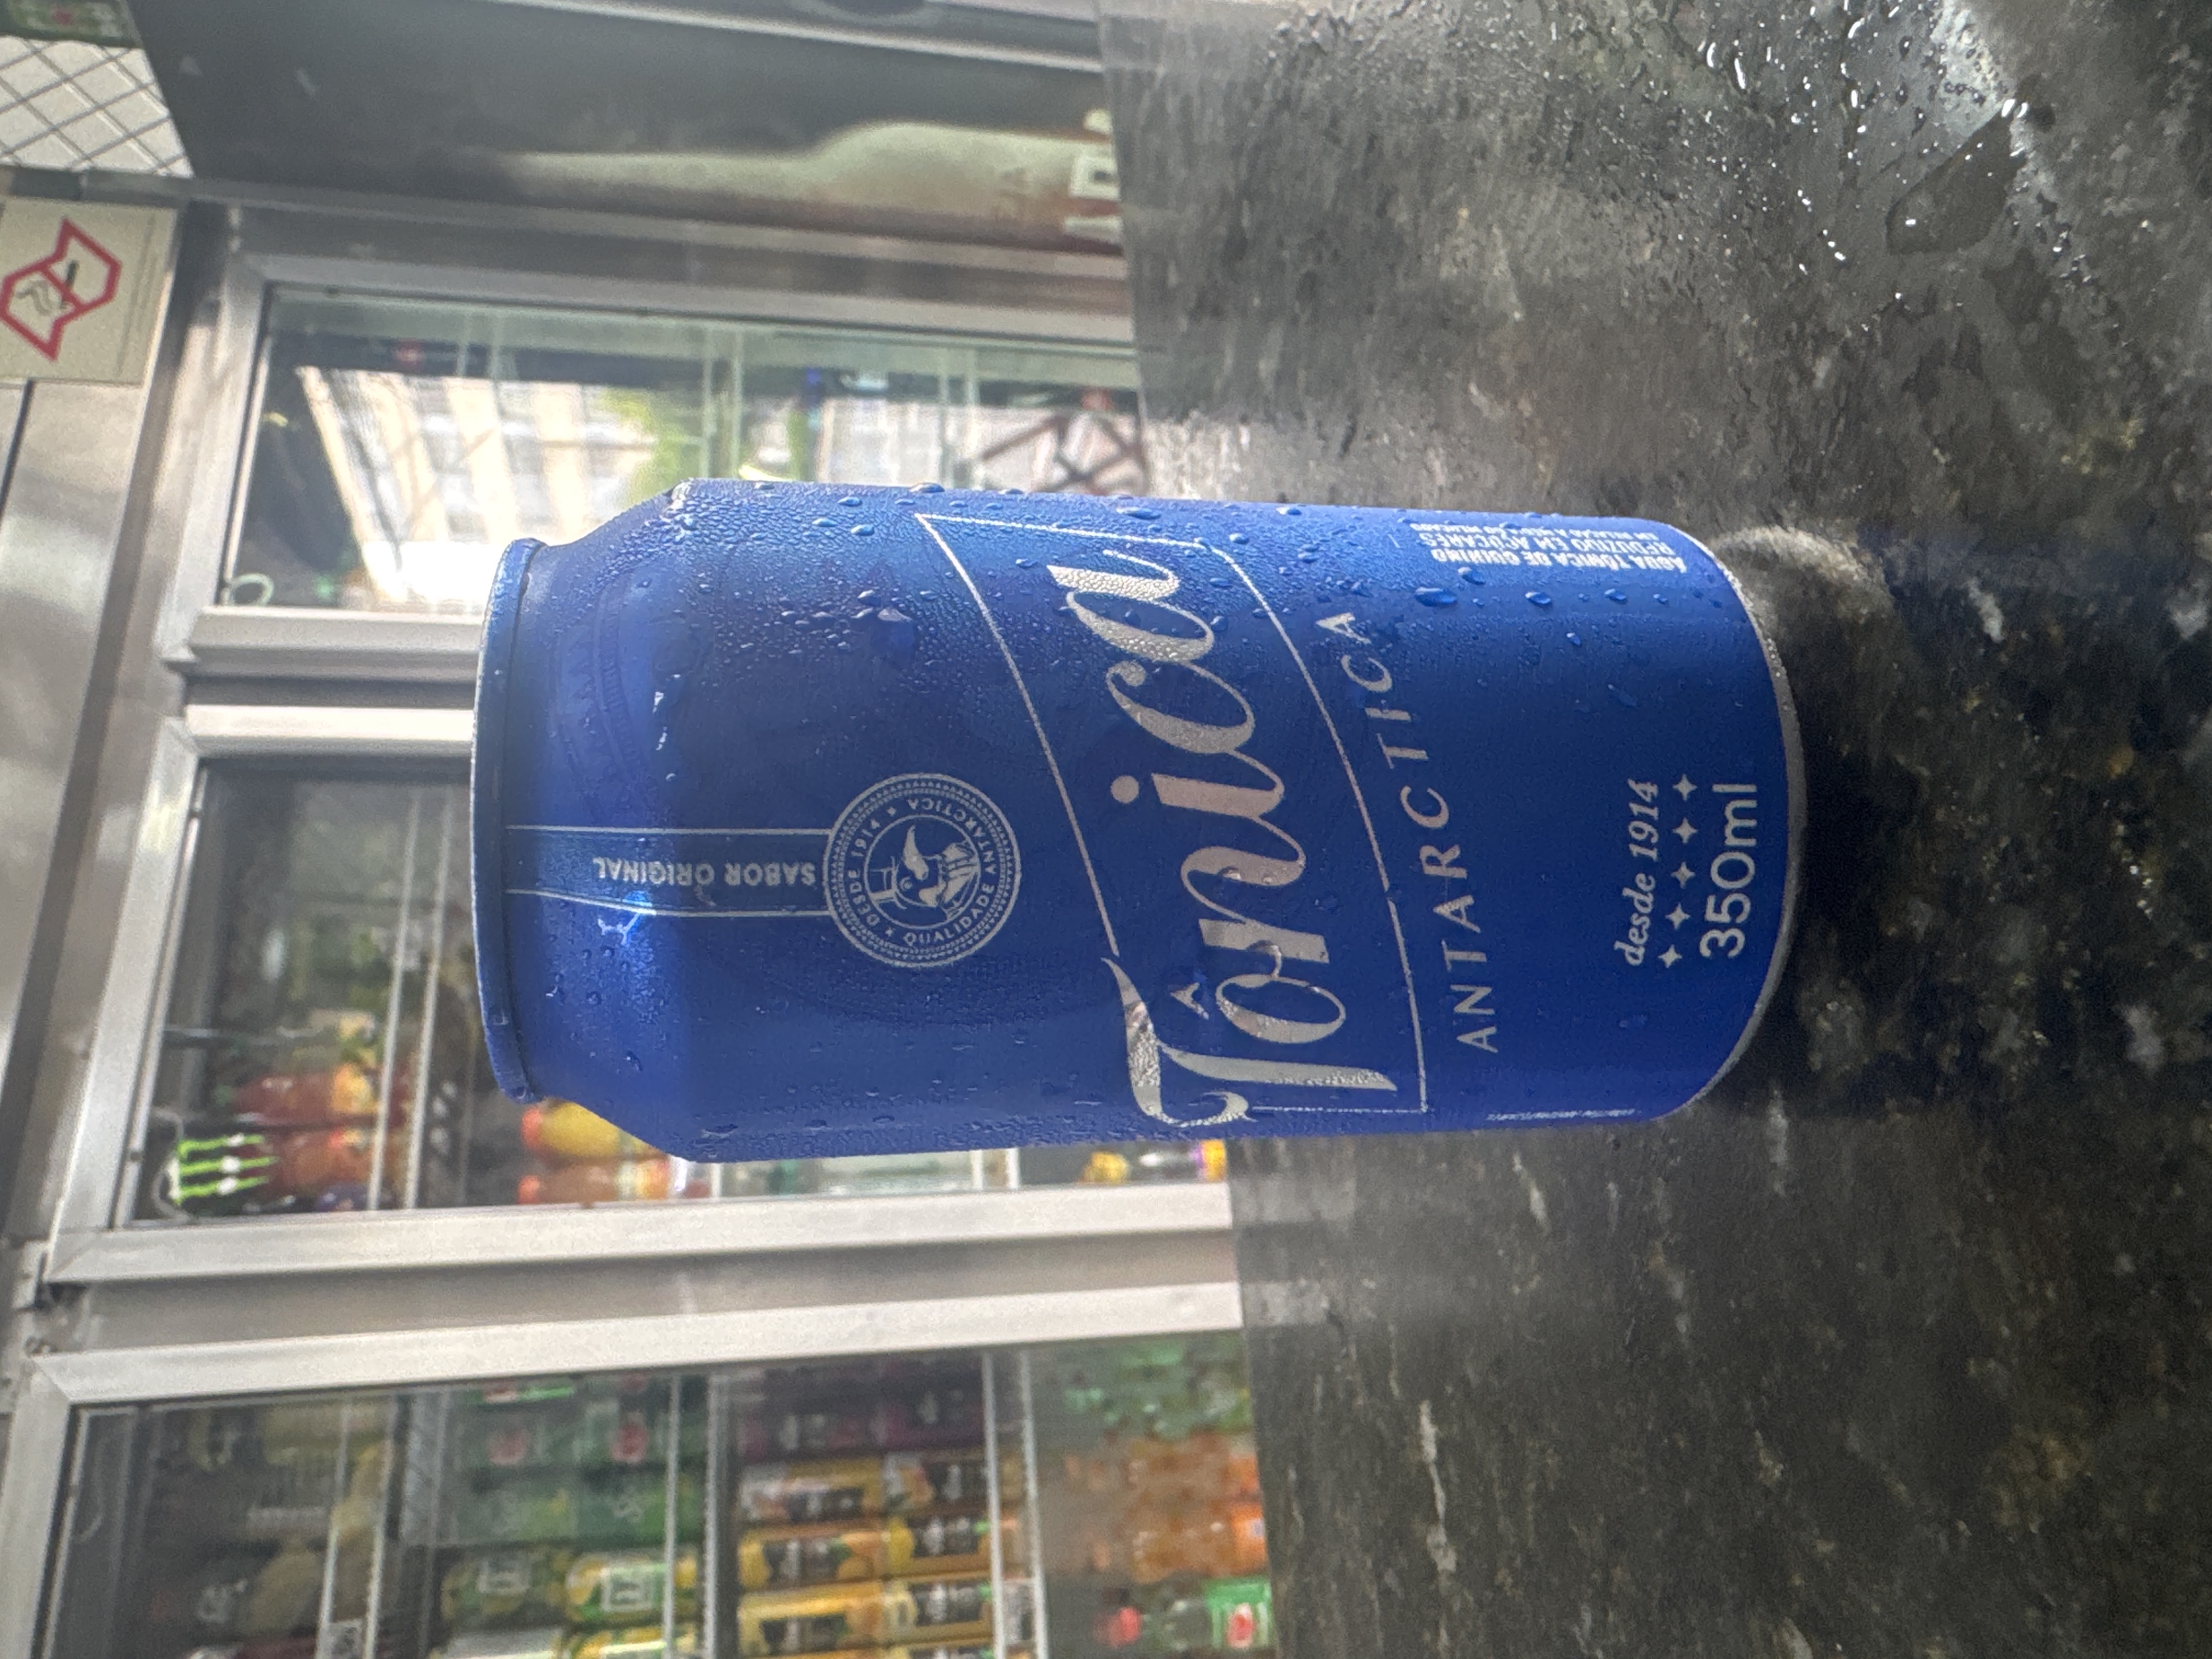 SABOR ORIGINAL
DESDE 1914
QUALIDADE ANTARCTICA
Tônica
ANTARCTICA
desde 1914
350ml
ÁGUA TÔNICA DE QUININO
REDUZIDO EM AÇÚCARES